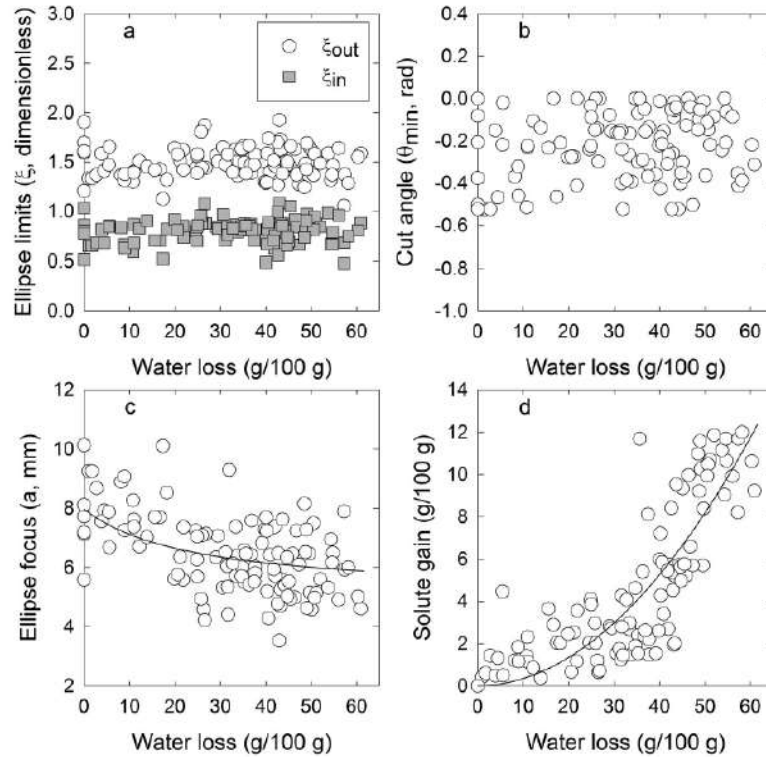 a
ξout
ξin
Ellipse limits (ξ, dimensionless)
3.0
2.5
2.0
1.5
1.0
0.5
0.0
0 10 20 30 40 50 60
Water loss (g/100 g)
b
Cut angle (θmin, rad)
0.4
0.2
0.0
-0.2
-0.4
-0.6
-0.8
-1.0
0 10 20 30 40 50 60
Water loss (g/100 g)
c
Ellipse focus (a, mm)
12
10
8
6
4
2
0 10 20 30 40 50 60
Water loss (g/100 g)
d
Solute gain (g/100 g)
14
12
10
8
6
4
2
0
0 10 20 30 40 50 60
Water loss (g/100 g)